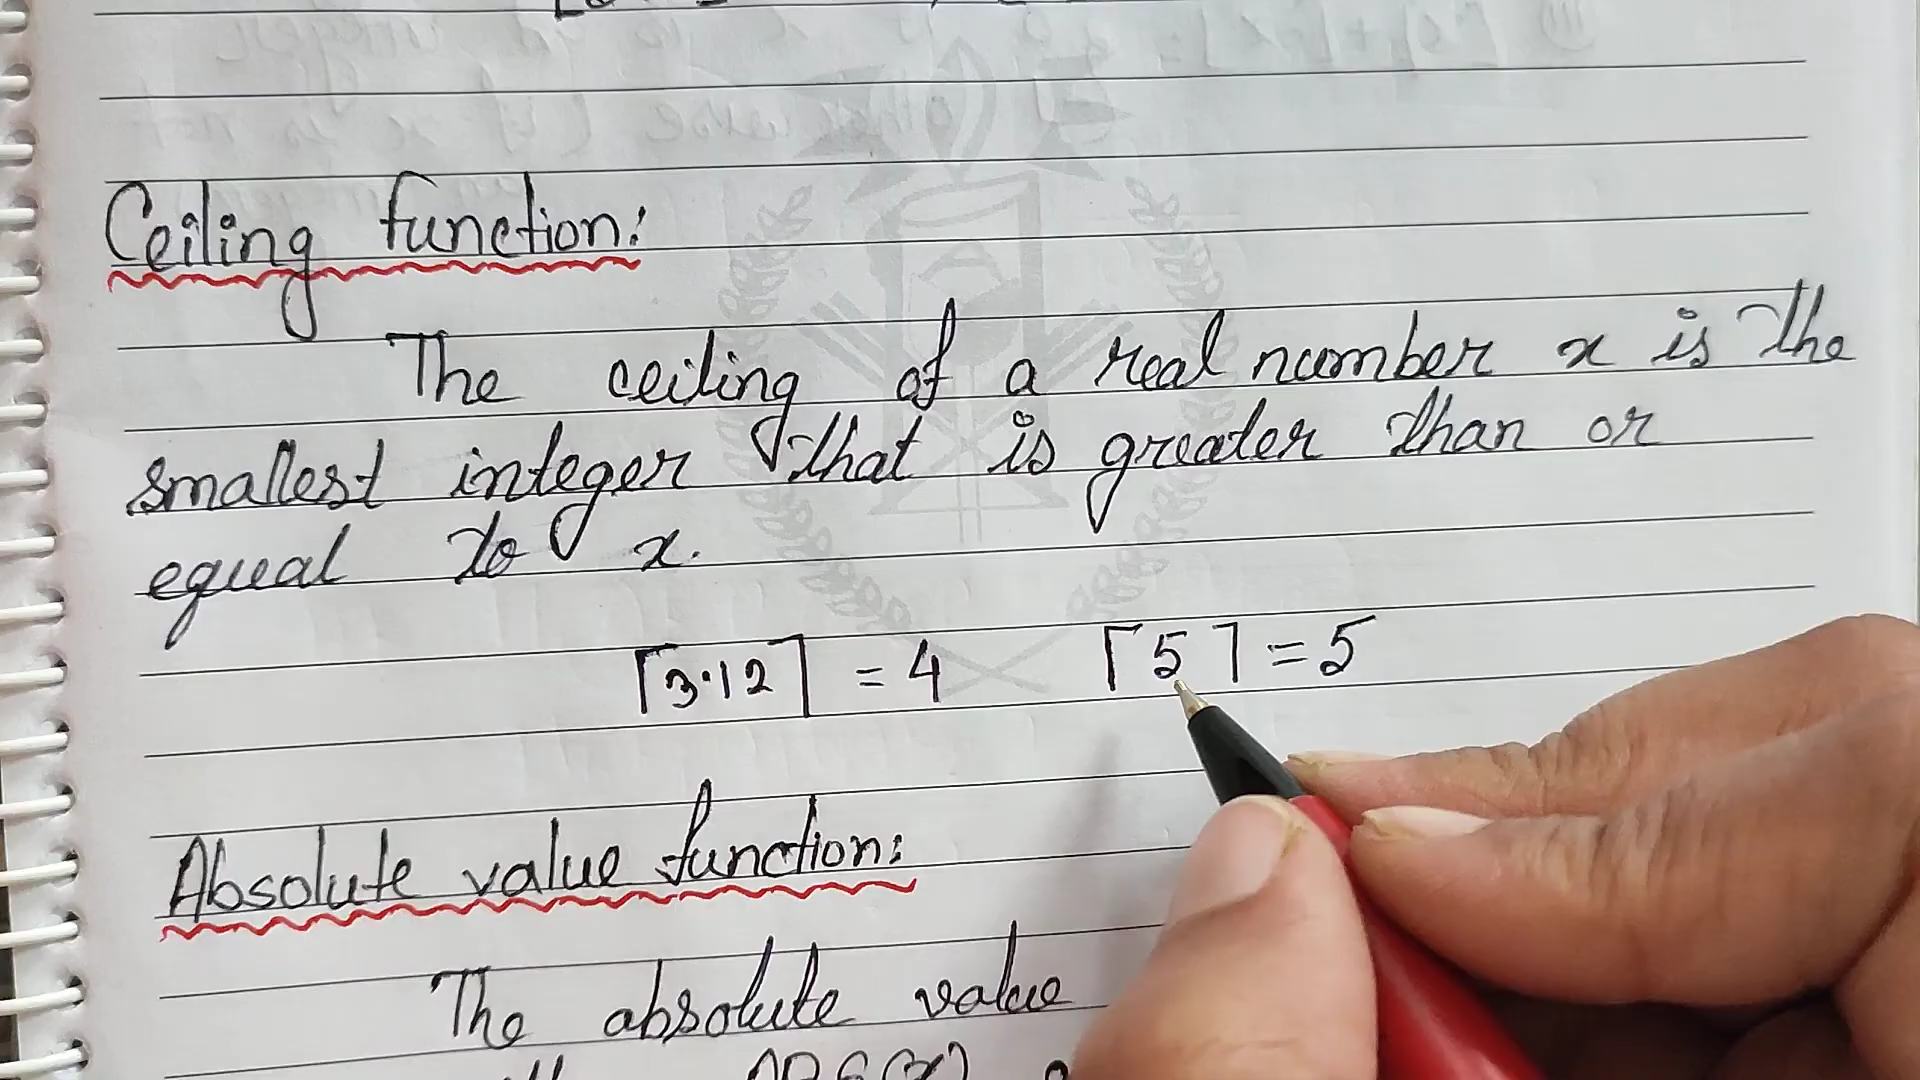 Ceiling function:
The ceiling of a real number x is the
smallest integer that is greater than or
equal to x.
⌈3.12⌉ = 4 ⌈5⌉ = 5
Absolute value function:
The absolute value